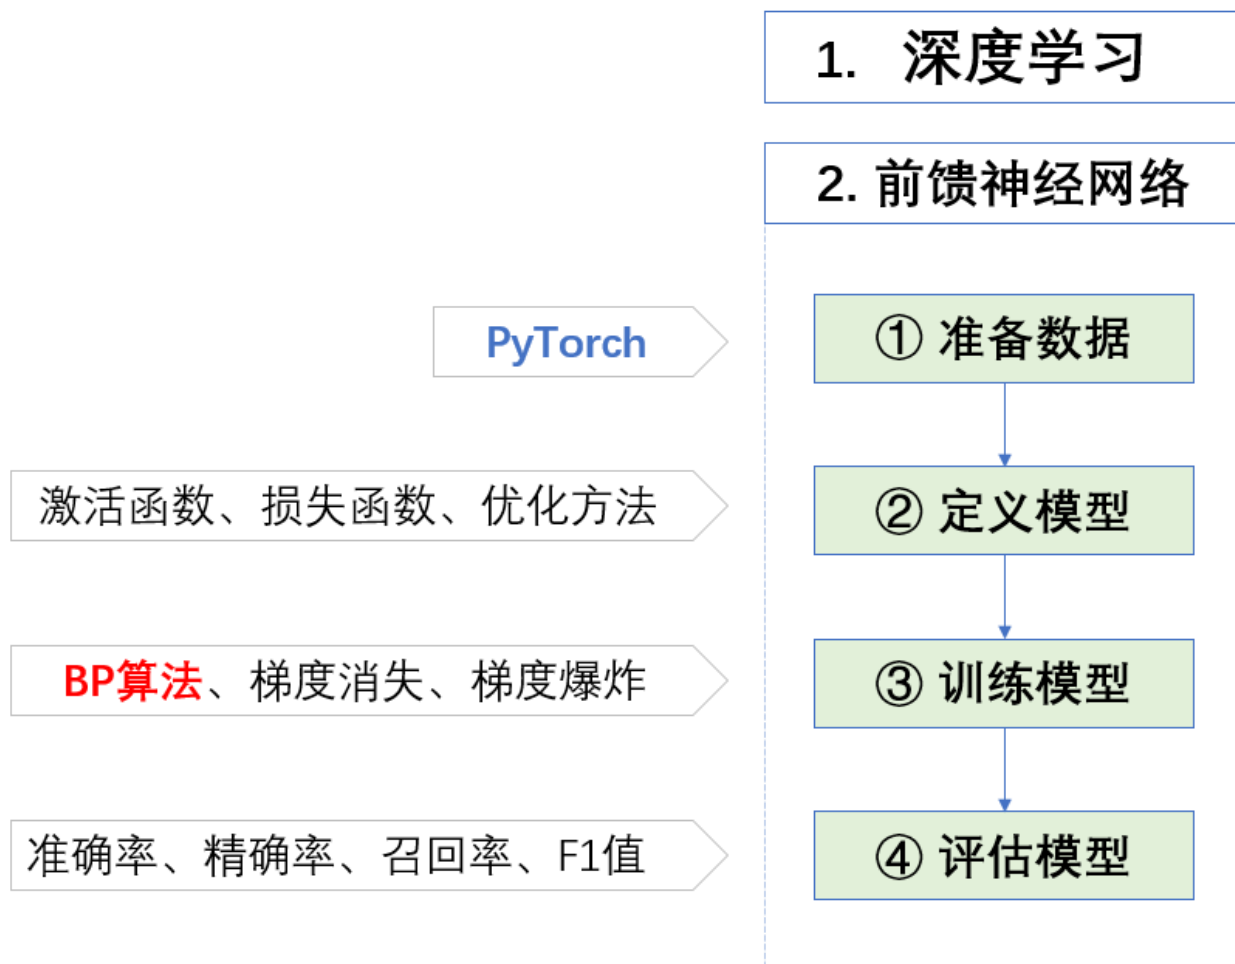 1. 深度学习
2. 前馈神经网络
PyTorch
① 准备数据
激活函数、损失函数、优化方法
② 定义模型
BP算法、梯度消失、梯度爆炸
③ 训练模型
准确率、精确率、召回率、F1值
④ 评估模型